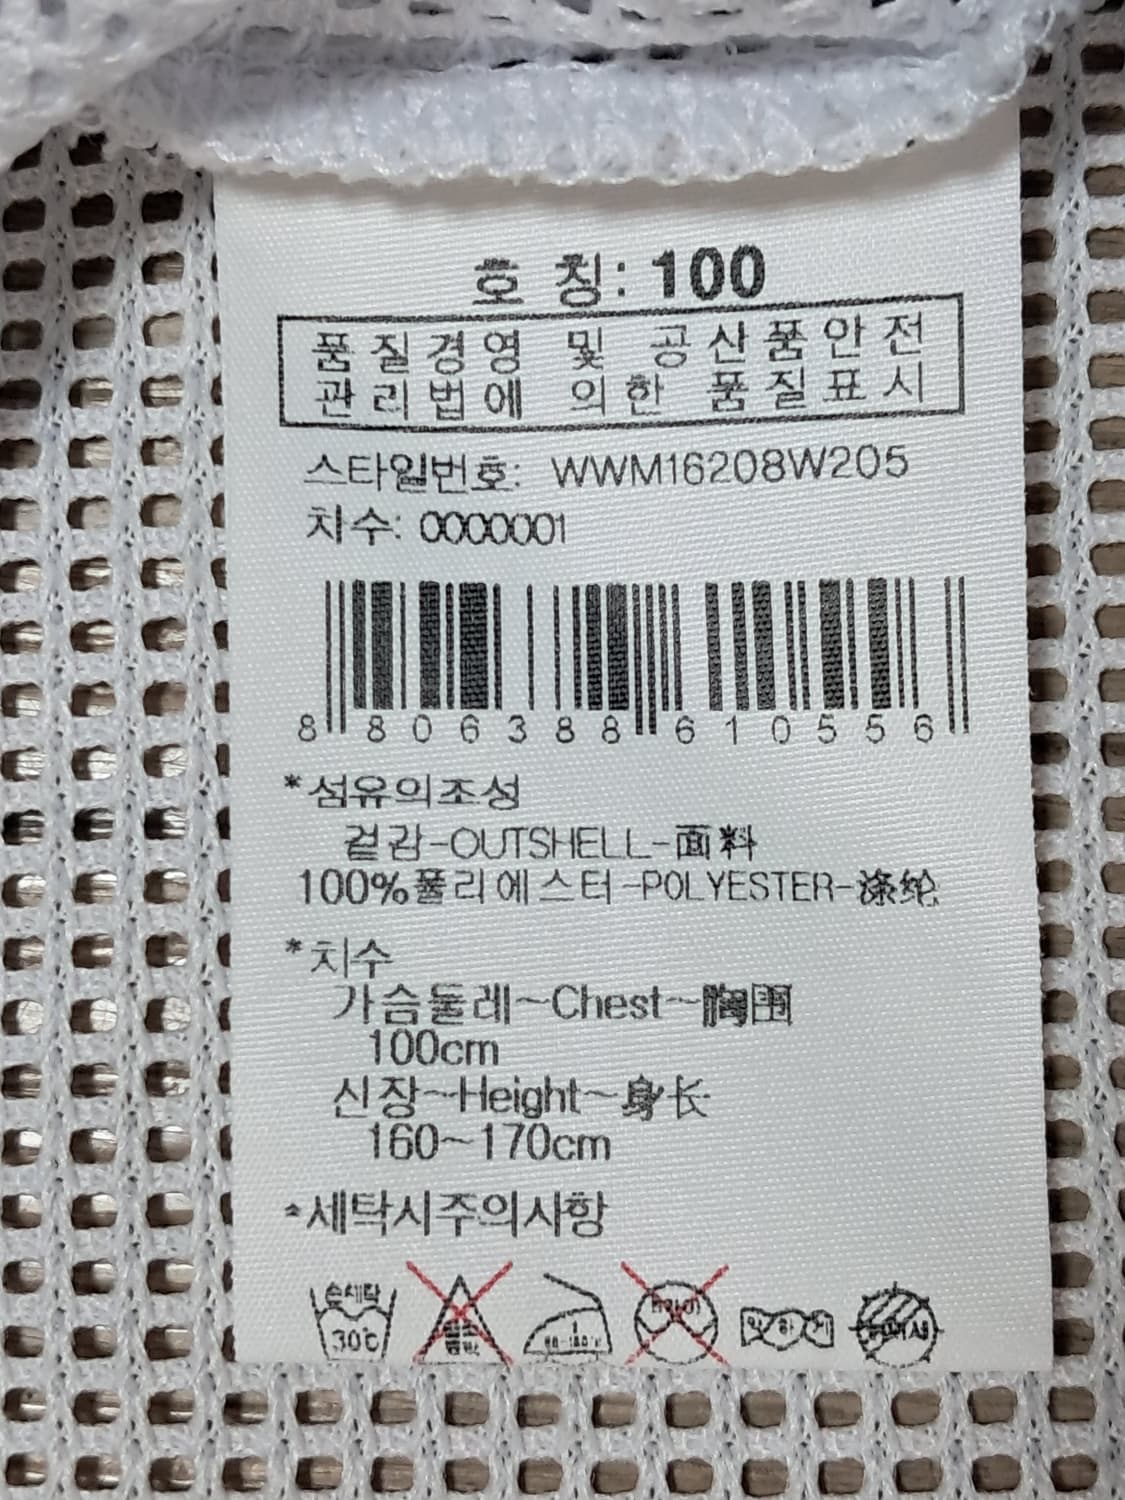 호 칭: 100
품질경영 및 공산품안전
관리법에 의한 품질표시
스타일번호: WWM16208W205
치수: 0000001
8 806388 610556
*섬유의조성
겉감-OUTSHELL-面料
100%폴리에스터-POLYESTER-涤纶
*치수
가슴둘레~Chest~胸围
100cm
신장~Height~身长
160~170cm
*세탁시주의사항
손세탁
30℃